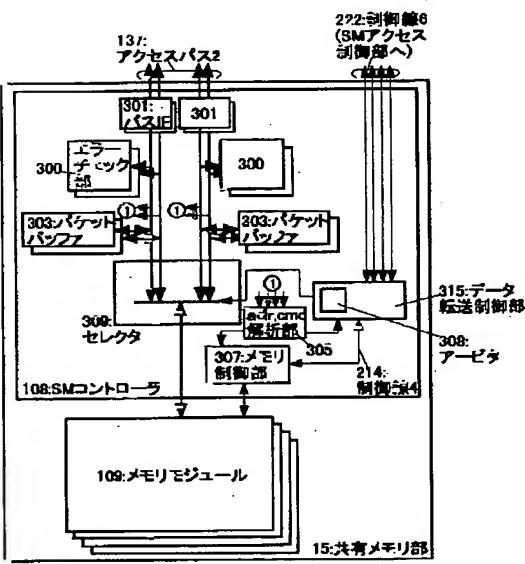 137:
アクセスパス2
222:制御線6
(SMアクセス
制御部へ)
301:
パスIF
301
300
エラー
チェック
部
300
①
①
303:パケット
バッファ
303:パケット
バッファ
①
309:
セレクタ
adr,cmd
解析部
305
315:データ
転送制御部
308:
アービタ
307:メモリ
制御部
214:
制御線4
108:SMコントローラ
109:メモリモジュール
15:共有メモリ部